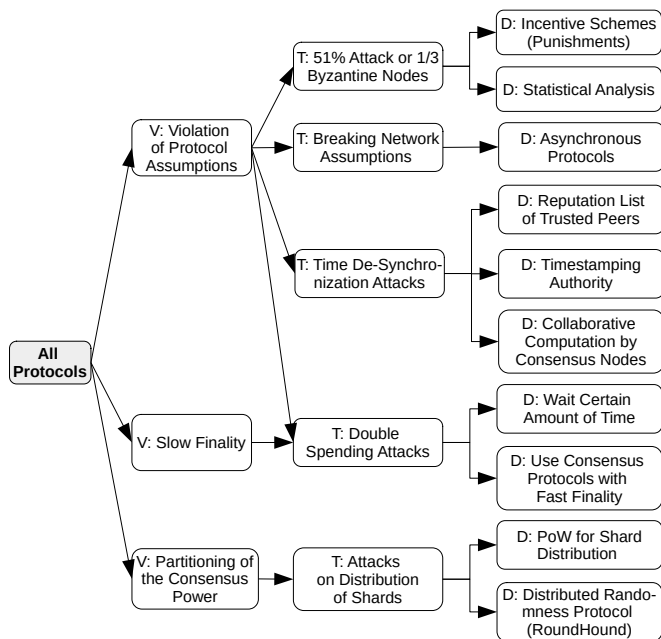 All
Protocols
V: Violation
of Protocol
Assumptions
V: Slow Finality
V: Partitioning of
the Consensus
Power
T: 51% Attack or 1/3
Byzantine Nodes
T: Breaking Network
Assumptions
T: Time De-Synchro-
nization Attacks
T: Double
Spending Attacks
T: Attacks
on Distribution
of Shards
D: Incentive Schemes
(Punishments)
D: Statistical Analysis
D: Asynchronous
Protocols
D: Reputation List
of Trusted Peers
D: Timestamping
Authority
D: Collaborative
Computation by
Consensus Nodes
D: Wait Certain
Amount of Time
D: Use Consensus
Protocols with
Fast Finality
D: PoW for Shard
Distribution
D: Distributed Rando-
mness Protocol
(RoundHound)